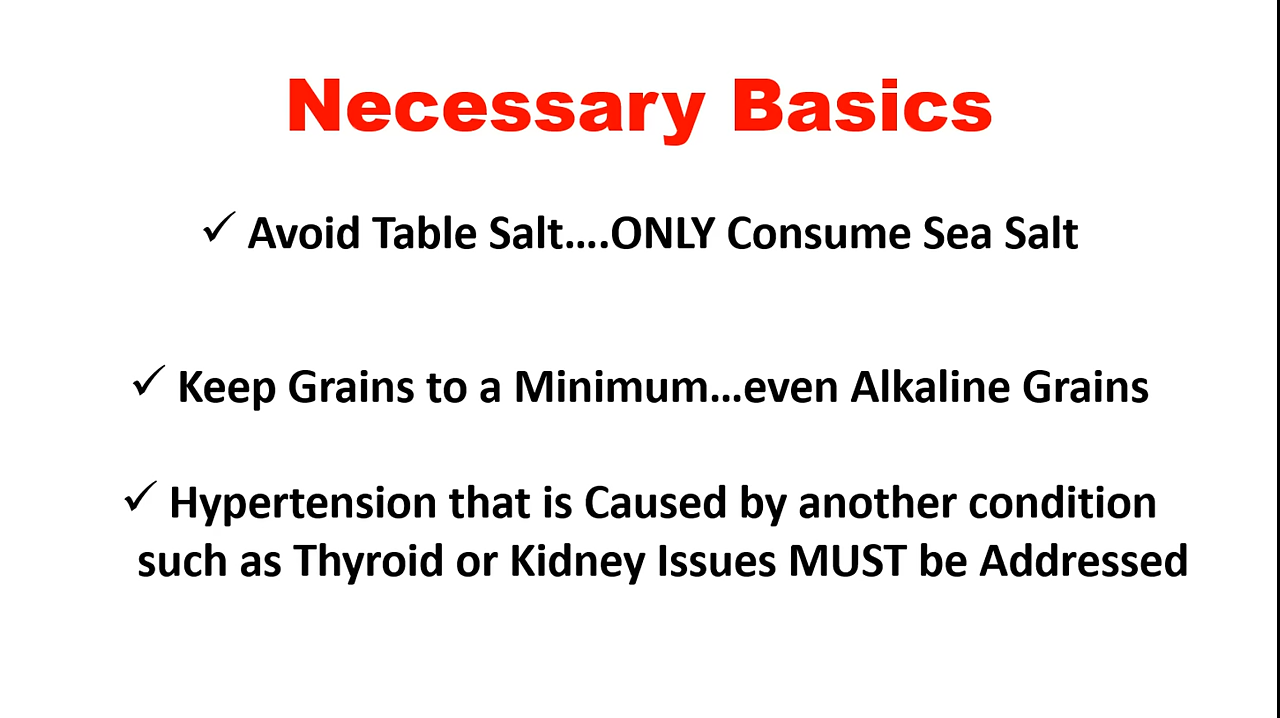 Necessary Basics
✓ Avoid Table Salt....ONLY Consume Sea Salt
✓ Keep Grains to a Minimum...even Alkaline Grains
✓ Hypertension that is Caused by another condition
such as Thyroid or Kidney Issues MUST be Addressed